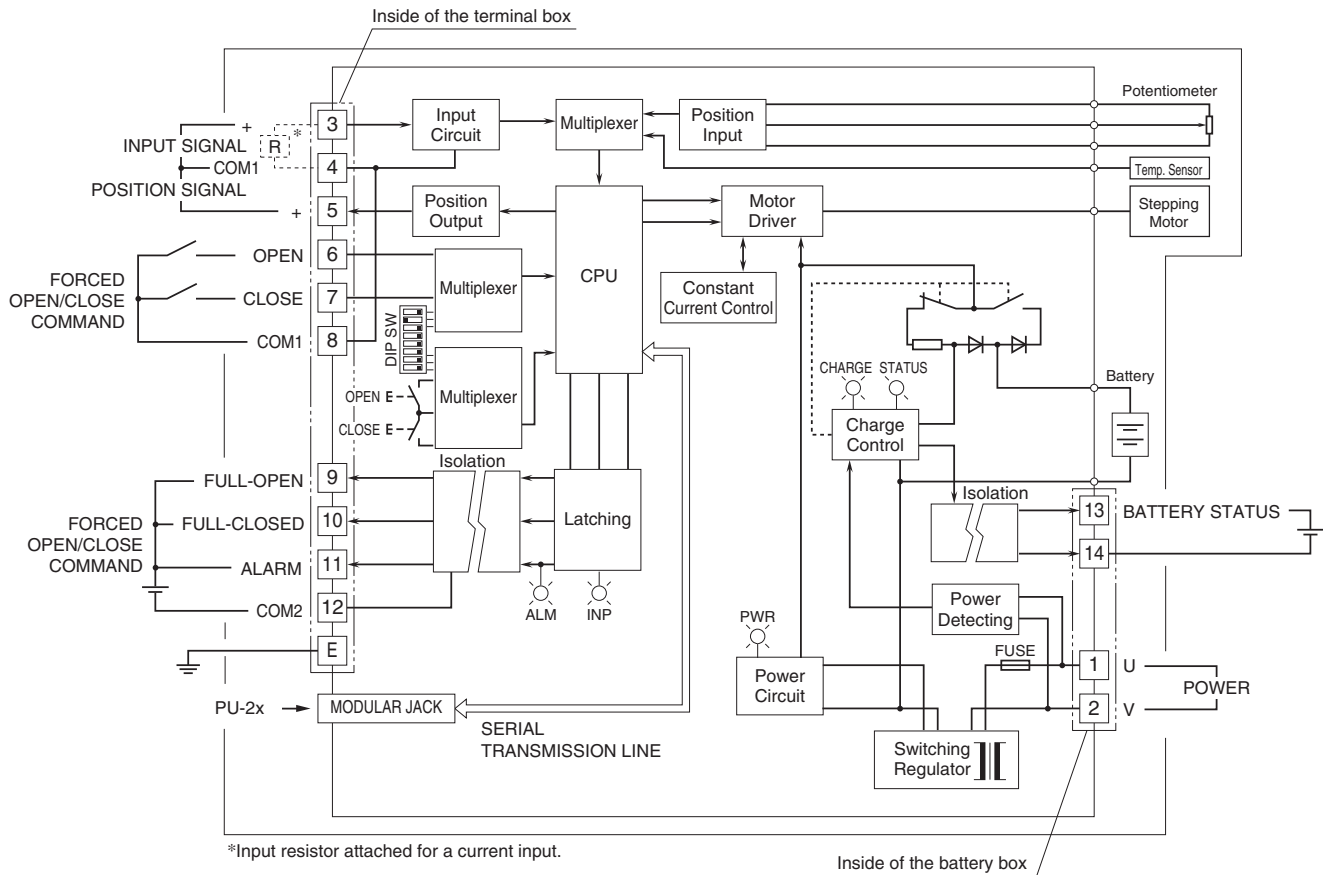 Inside of the terminal box
Potentiometer
3
Input
Circuit
Multiplexer
Position
Input
+
*
R
INPUT SIGNAL
COM1
4
Temp. Sensor
POSITION SIGNAL
+
5
Position
Output
Motor
Driver
Stepping
Motor
OPEN
6
FORCED
OPEN/CLOSE
COMMAND
CLOSE
7
Multiplexer
CPU
Constant
Current Control
COM1
8
DIP SW
CHARGE STATUS
Battery
OPEN E
CLOSE E
Multiplexer
Charge
Control
Isolation
FULL-OPEN
9
Isolation
13
BATTERY STATUS
FORCED
OPEN/CLOSE
COMMAND
FULL-CLOSED
10
Latching
14
ALARM
11
COM2
12
ALM
INP
Power
Detecting
PWR
E
FUSE
1
U
Power
Circuit
POWER
PU-2x
MODULAR JACK
2
V
SERIAL
TRANSMISSION LINE
Switching
Regulator
*Input resistor attached for a current input.
Inside of the battery box